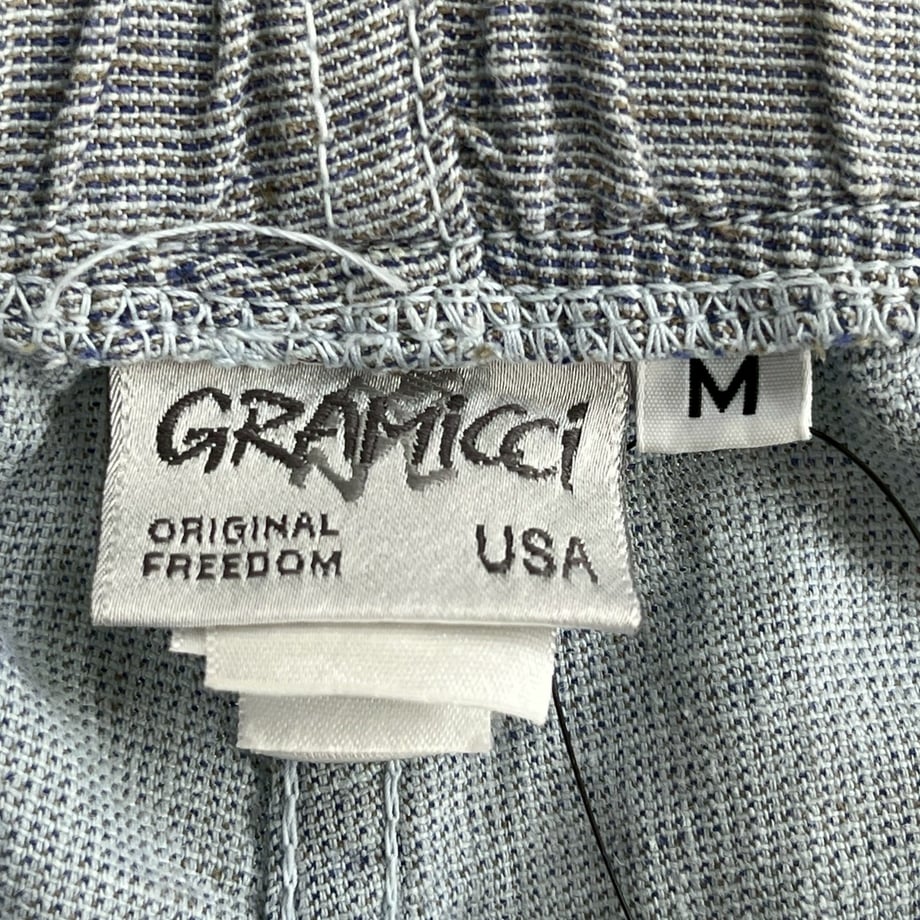 GRAMiCCi
M
ORIGINAL
FREEDOM
USA